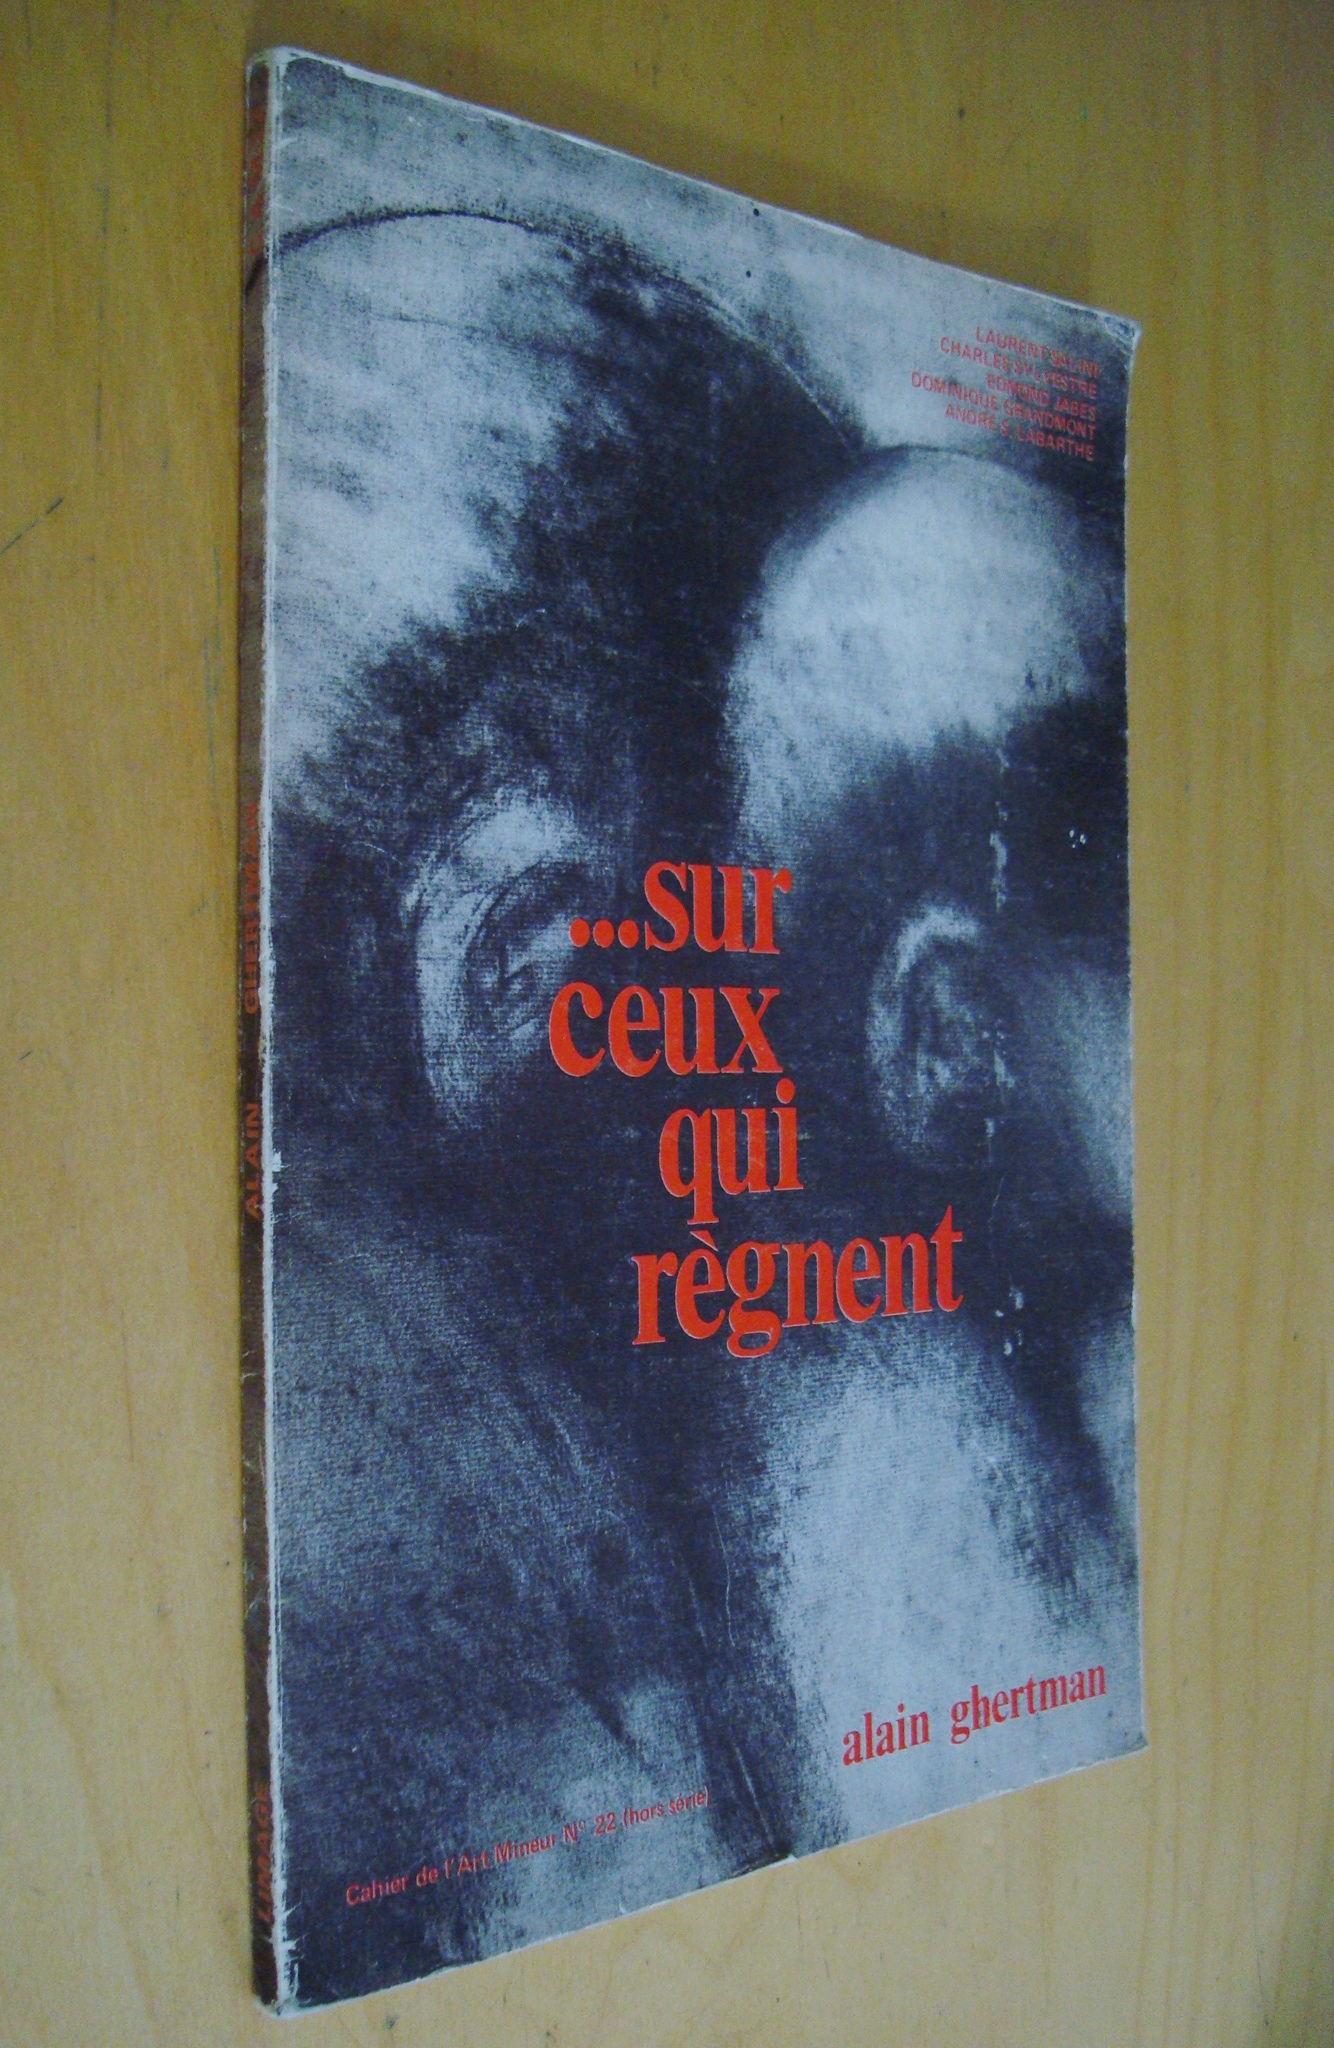 LAURENT SALINI
CHARLES SYLVESTRE
EDMOND JABES
DOMINIQUE GRANDMONT
ANDRE S. LABARTHE
...sur
ceux
qui
règnent
alain ghertman
Cahier de l'Art Mineur N° 22 (hors série)
ALAIN GHERTMAN
LIMAGE